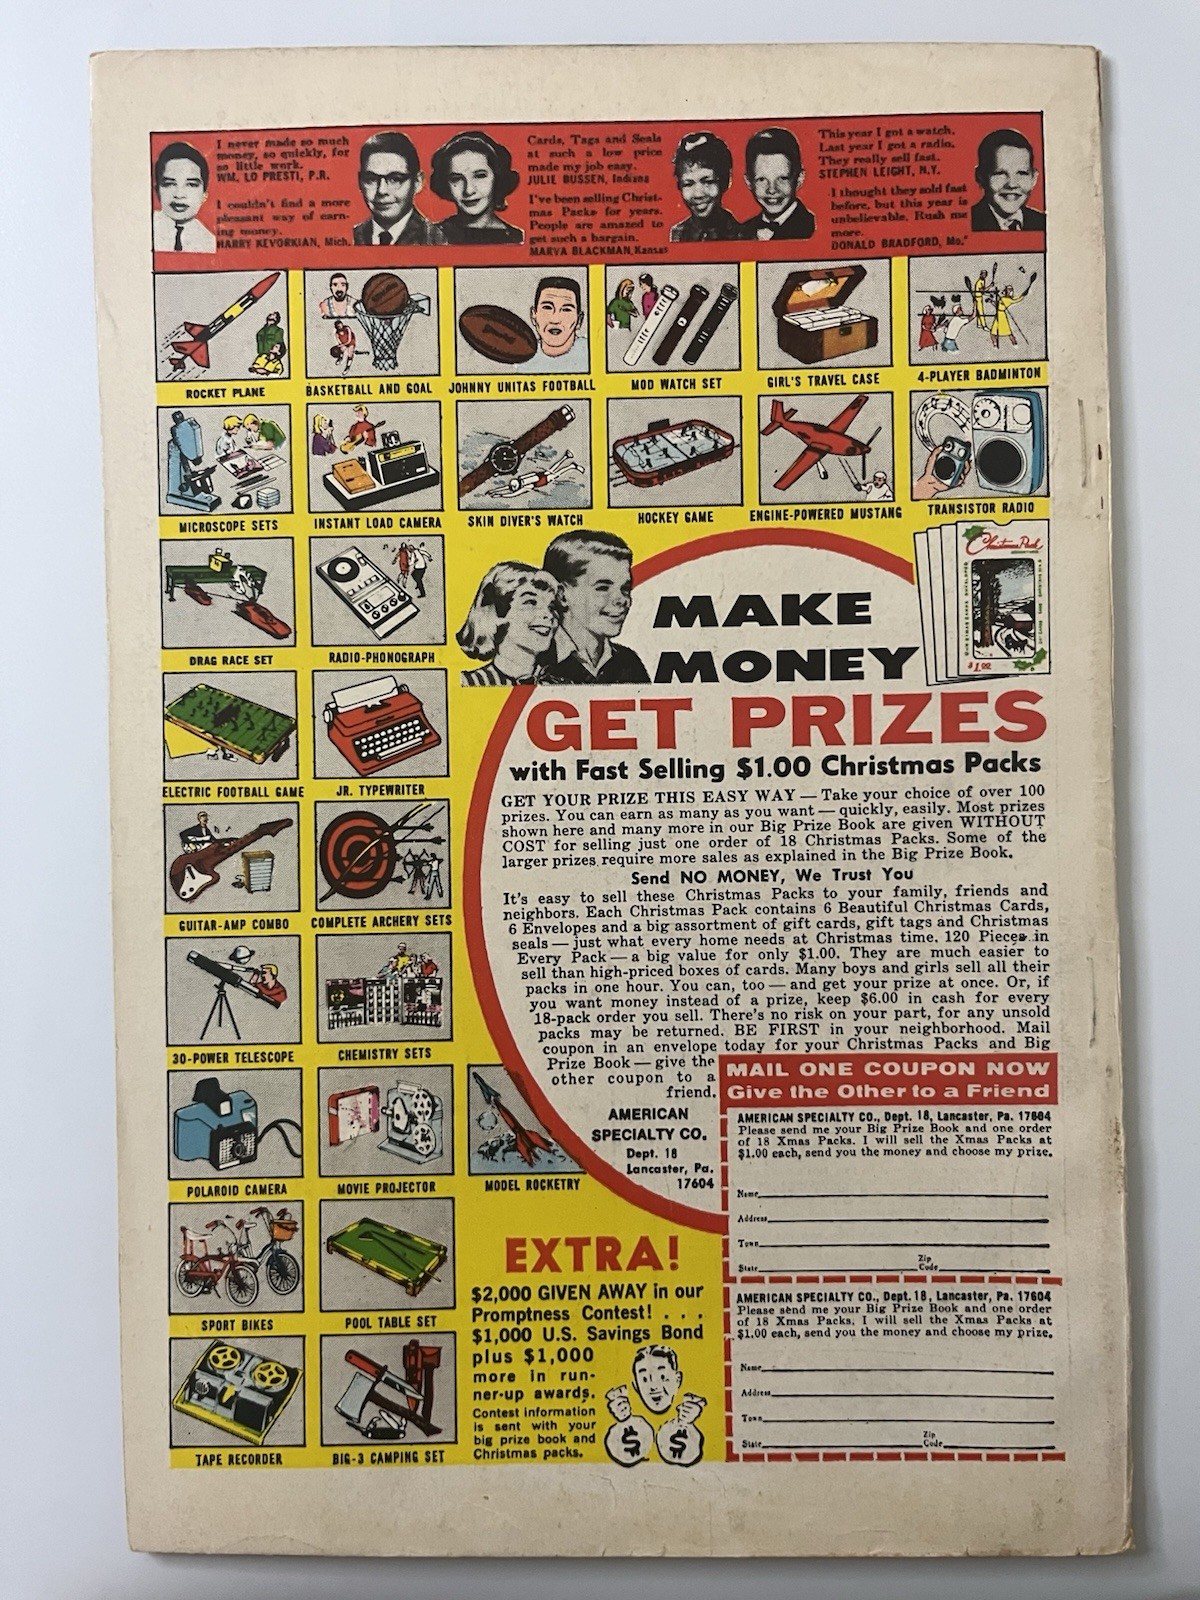 I never made so much
money, so quickly, for
so little work.
WM. LO PRESTI, P.R.
I couldn't find a more
pleasant way of earn-
ing money.
HARRY KEVORKIAN, Mich.
Cards, Tags and Seals
at such a low price
made my job easy.
JULIE BUSSEN, Indiana
I've been selling Christ-
mas Packs for years.
People are amazed to
get such a bargain.
MARVA BLACKMAN, Kansas
This year I got a watch.
Last year I got a radio.
They really sell fast.
STEPHEN LEIGHT, N.Y.
I thought they sold fast
before, but this year is
unbelievable. Rush me
more.
DONALD BRADFORD, Mo."
ROCKET PLANE
BASKETBALL AND GOAL
JOHNNY UNITAS FOOTBALL
MOD WATCH SET
GIRL'S TRAVEL CASE
4-PLAYER BADMINTON
MICROSCOPE SETS
INSTANT LOAD CAMERA
SKIN DIVER'S WATCH
HOCKEY GAME
ENGINE-POWERED MUSTANG
TRANSISTOR RADIO
DRAG RACE SET
RADIO-PHONOGRAPH
ELECTRIC FOOTBALL GAME
JR. TYPEWRITER
GUITAR-AMP COMBO
COMPLETE ARCHERY SETS
30-POWER TELESCOPE
CHEMISTRY SETS
POLAROID CAMERA
MOVIE PROJECTOR
MODEL ROCKETRY
SPORT BIKES
POOL TABLE SET
TAPE RECORDER
BIG-3 CAMPING SET
Christmas Pack
$1.00
MAKE
MONEY
GET PRIZES
with Fast Selling $1.00 Christmas Packs
GET YOUR PRIZE THIS EASY WAY — Take your choice of over 100
prizes. You can earn as many as you want — quickly, easily. Most prizes
shown here and many more in our Big Prize Book are given WITHOUT
COST for selling just one order of 18 Christmas Packs. Some of the
larger prizes require more sales as explained in the Big Prize Book.
Send NO MONEY, We Trust You
It's easy to sell these Christmas Packs to your family, friends and
neighbors. Each Christmas Pack contains 6 Beautiful Christmas Cards,
6 Envelopes and a big assortment of gift cards, gift tags and Christmas
seals — just what every home needs at Christmas time. 120 Pieces in
Every Pack — a big value for only $1.00. They are much easier to
sell than high-priced boxes of cards. Many boys and girls sell all their
packs in one hour. You can, too — and get your prize at once. Or, if
you want money instead of a prize, keep $6.00 in cash for every
18-pack order you sell. There's no risk on your part, for any unsold
packs may be returned. BE FIRST in your neighborhood. Mail
coupon in an envelope today for your Christmas Packs and Big
Prize Book — give the
other coupon to a
friend.
AMERICAN
SPECIALTY CO.
Dept. 18
Lancaster, Pa.
17604
MAIL ONE COUPON NOW
Give the Other to a Friend
AMERICAN SPECIALTY CO., Dept. 18, Lancaster, Pa. 17604
Please send me your Big Prize Book and one order
of 18 Xmas Packs. I will sell the Xmas Packs at
$1.00 each, send you the money and choose my prize.
Name
Address
Town
State Zip Code
AMERICAN SPECIALTY CO., Dept. 18, Lancaster, Pa. 17604
Please send me your Big Prize Book and one order
of 18 Xmas Packs. I will sell the Xmas Packs at
$1.00 each, send you the money and choose my prize.
Name
Address
Town
State Zip Code
EXTRA!
$2,000 GIVEN AWAY in our
Promptness Contest! . . .
$1,000 U.S. Savings Bond
plus $1,000
more in run-
ner-up awards.
Contest information
is sent with your
big prize book and
Christmas packs.
$ $